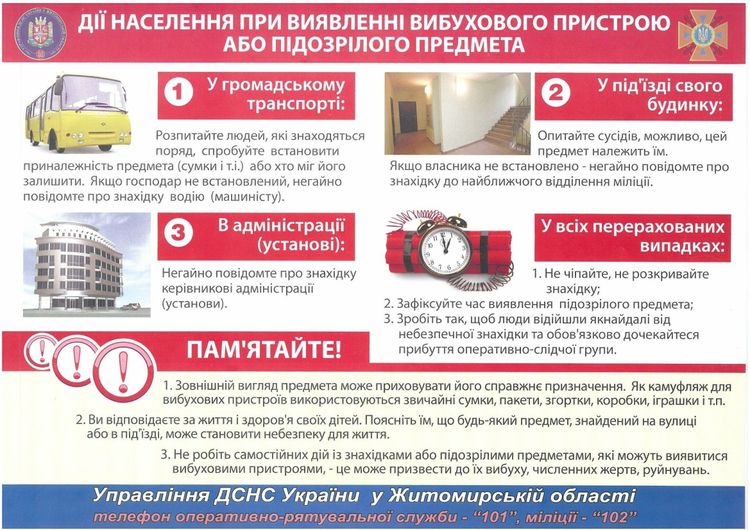 ДІЇ НАСЕЛЕННЯ ПРИ ВИЯВЛЕННІ ВИБУХОВОГО ПРИСТРОЮ
АБО ПІДОЗРІЛОГО ПРЕДМЕТА
1 У громадському
транспорті:
Розпитайте людей, які знаходяться
поряд, спробуйте встановити
приналежність предмета (сумки і т.і.) або хто міг його
залишити. Якщо господар не встановлений, негайно
повідомте про знахідку водію (машиністу).
2 У під'їзді свого
будинку:
Опитайте сусідів, можливо, цей
предмет належить їм.
Якщо власника не встановлено - негайно повідомте про
знахідку до найближчого відділення міліції.
3 В адміністрації
(установі):
Негайно повідомте про знахідку
керівникові адміністрації
(установи).
У всіх перерахованих
випадках:
1. Не чіпайте, не розкривайте
знахідку;
2. Зафіксуйте час виявлення підозрілого предмета;
3. Зробіть так, щоб люди відійшли якнайдалі від
небезпечної знахідки та обов'язково дочекайтеся
прибуття оперативно-слідчої групи.
ПАМ'ЯТАЙТЕ!
1. Зовнішній вигляд предмета може приховувати його справжнє призначення. Як камуфляж для
вибухових пристроїв використовуються звичайні сумки, пакети, згортки, коробки, іграшки і т.п.
2. Ви відповідаєте за життя і здоров'я своїх дітей. Поясніть їм, що будь-який предмет, знайдений на вулиці
або в під'їзді, може становити небезпеку для життя.
3. Не робіть самостійних дій із знахідками або підозрілими предметами, які можуть виявитися
вибуховими пристроями, - це може призвести до їх вибуху, численних жертв, руйнувань.
Управління ДСНС України у Житомирській області
телефон оперативно-рятувальної служби - "101", міліції - "102"